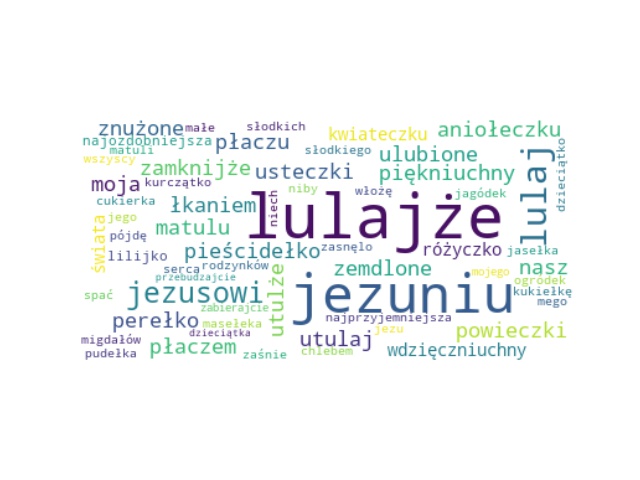 znużone małe słodkich kwiateczku aniołeczku
najozdobniejsza płaczu słodkiego ulubione dzieciątko
matuli
wszyscy zamknijże usteczki piękniuchny lulaj
moja kurczątko niby włożę jagódek
cukierka łkaniem niech lulajże
świata jego matulu
pójdę pieścidełko zasnęlo różyczko jasełka
lilijko serca rodzynków zemdlone mojego nasz
przebudzajcie ogródek
spać jezusowi utulże jezuniu kukiełkę
zabierajcie mego
perełko masełeka najprzyjemniejsza powieczki
migdałów dzieciątka utulaj jezu
pudełka płaczem zaśnie chlebem wdzięczniuchny